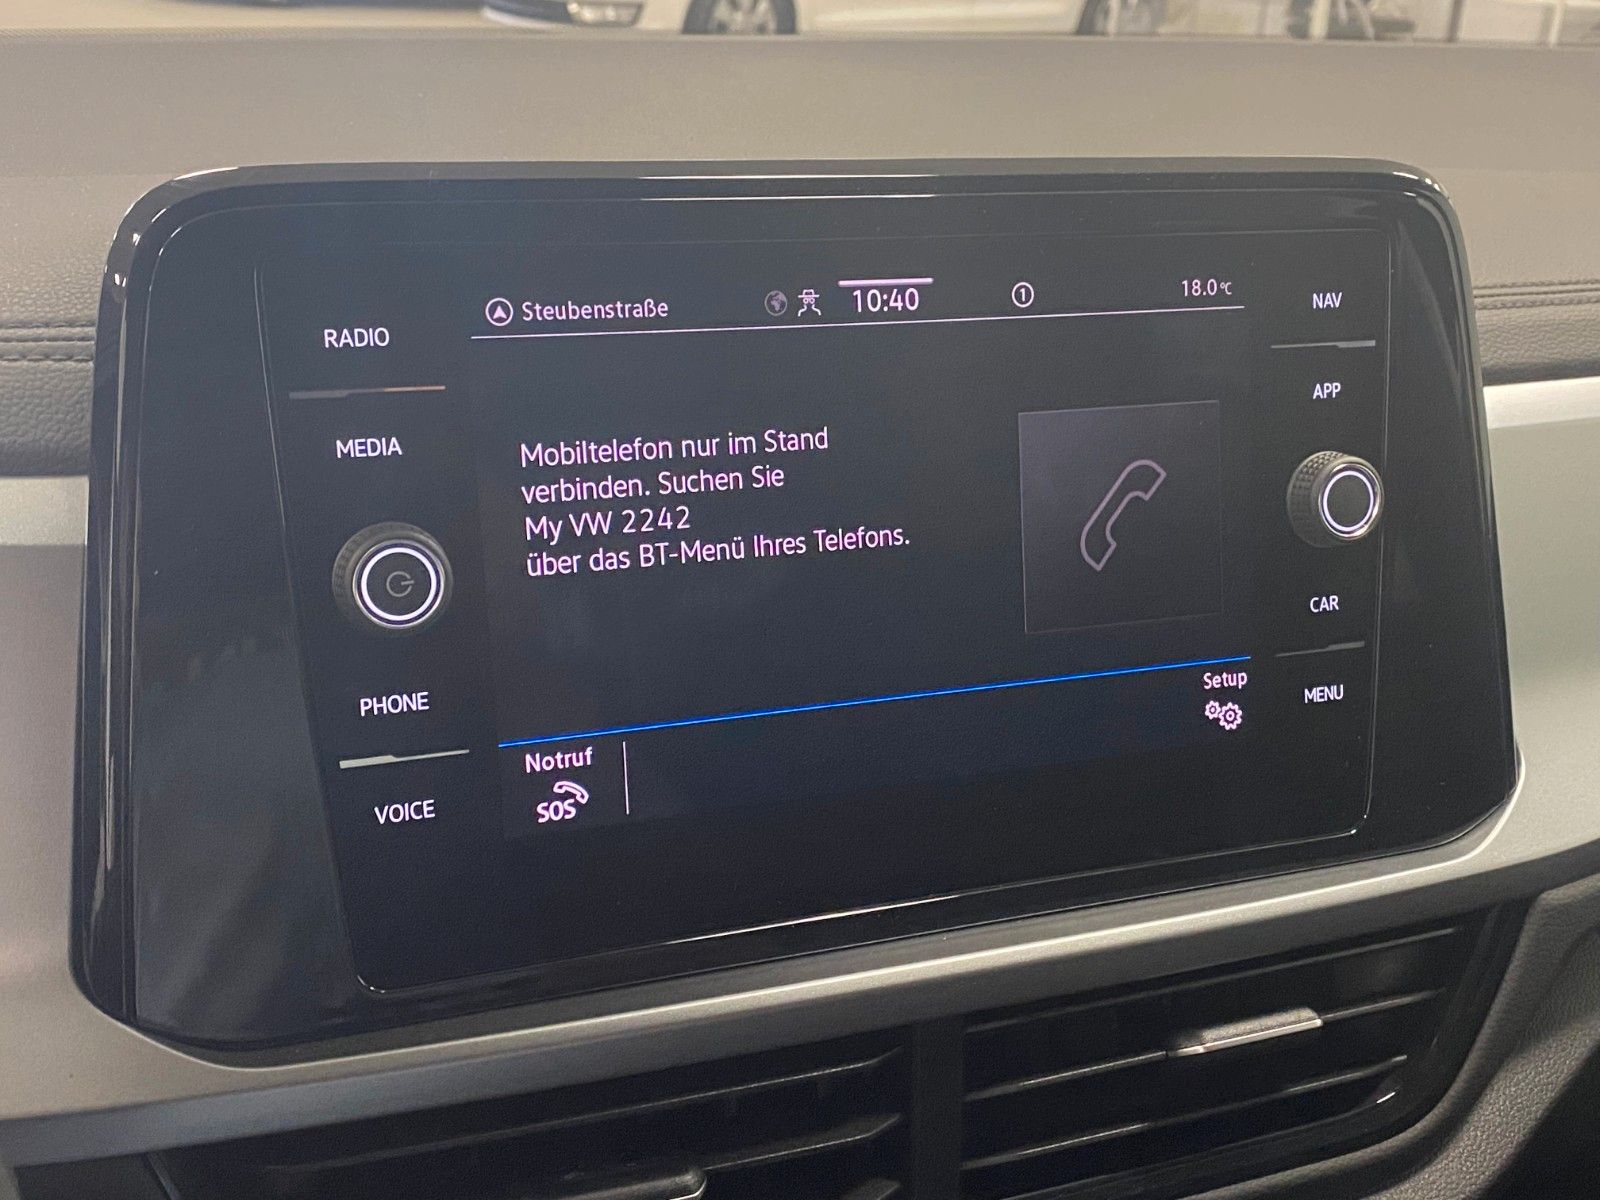 Steubenstraße 10:40 1 18.0°C
RADIO
MEDIA
PHONE
VOICE
Mobiltelefon nur im Stand
verbinden. Suchen Sie
My VW 2242
über das BT-Menü Ihres Telefons.
Notruf
SOS
Setup
NAV
APP
CAR
MENU